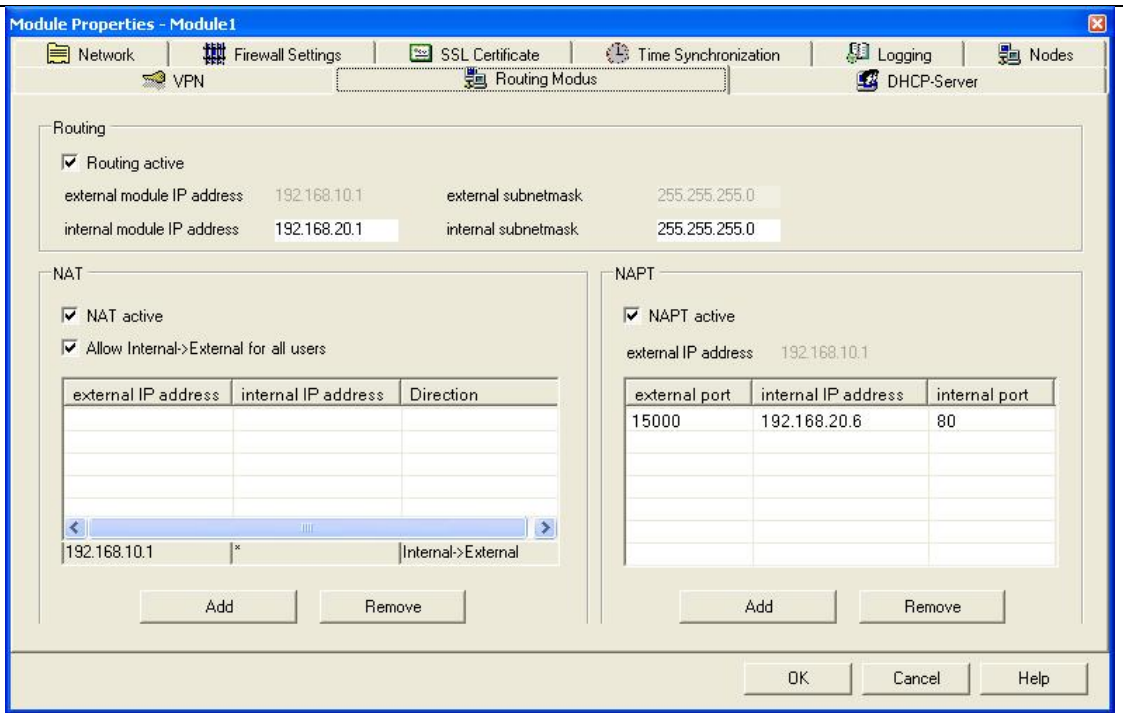 Module Properties - Module1
Network Firewall Settings SSL Certificate Time Synchronization Logging Nodes
VPN Routing Modus DHCP-Server
Routing
Routing active
external module IP address 192.168.10.1 external subnetmask 255.255.255.0
internal module IP address 192.168.20.1 internal subnetmask 255.255.255.0
NAT NAPT
NAT active NAPT active
Allow Internal->External for all users
external IP address 192.168.10.1
external IP address internal IP address Direction external port internal IP address internal port
15000 192.168.20.6 80
192.168.10.1 * Internal->External
Add Remove Add Remove
OK Cancel Help